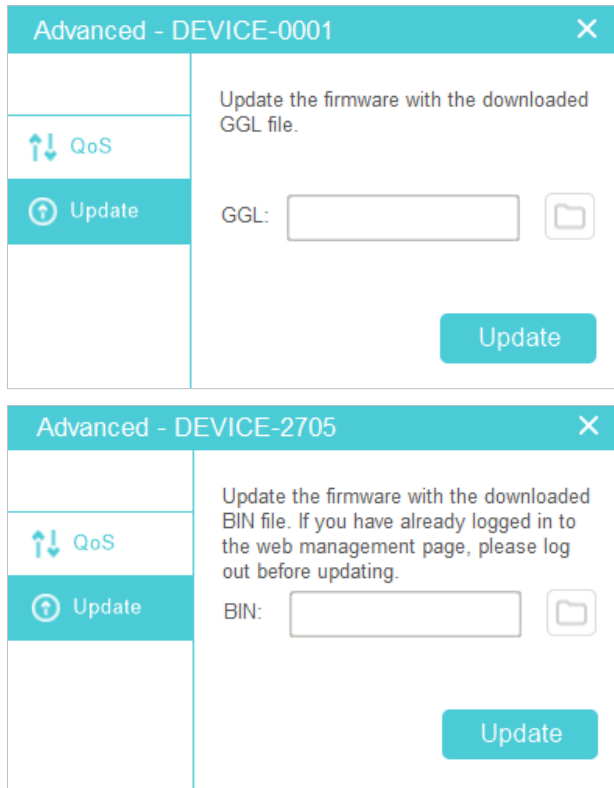 Advanced - DEVICE-0001
QoS
Update
Update the firmware with the downloaded
GGL file.
GGL:
Update
Advanced - DEVICE-2705
QoS
Update
Update the firmware with the downloaded
BIN file. If you have already logged in to
the web management page, please log
out before updating.
BIN:
Update